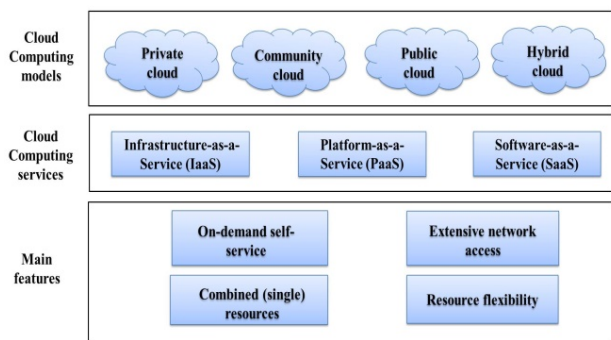 Cloud
Computing
models
Private
cloud
Community
cloud
Public
cloud
Hybrid
cloud
Cloud
Computing
services
Infrastructure-as-a-
Service (IaaS)
Platform-as-a-
Service (PaaS)
Software-as-a-
Service (SaaS)
Main
features
On-demand self-
service
Extensive network
access
Combined (single)
resources
Resource flexibility